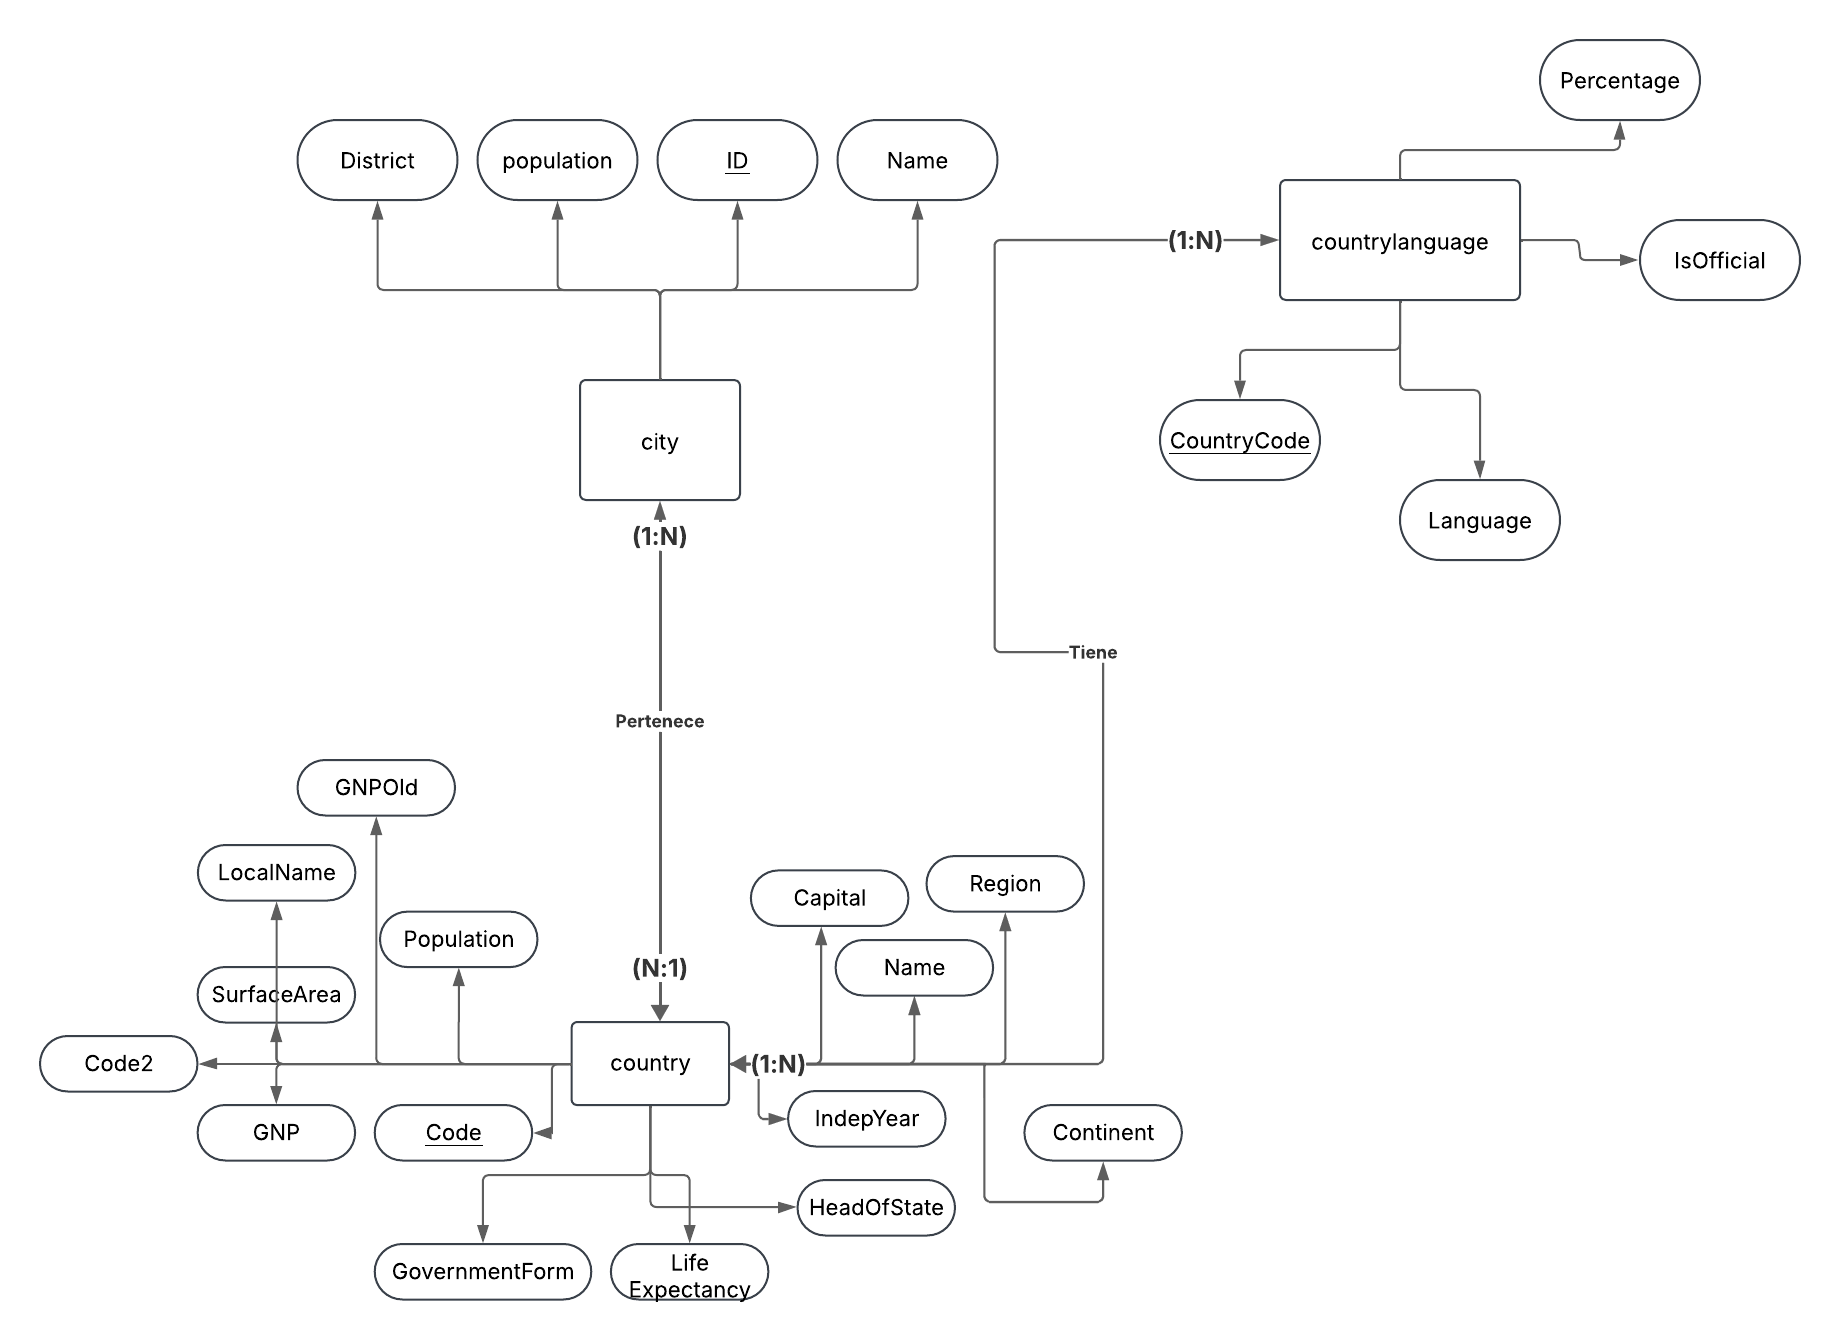 Percentage
District
population
ID
Name
(1:N)
countrylanguage
IsOfficial
city
CountryCode
Language
(1:N)
Tiene
Pertenece
GNPOld
LocalName
Capital
Region
Population
Name
(N:1)
SurfaceArea
Code2
country
(1:N)
IndepYear
GNP
Code
Continent
HeadOfState
GovernmentForm
Life
Expectancy